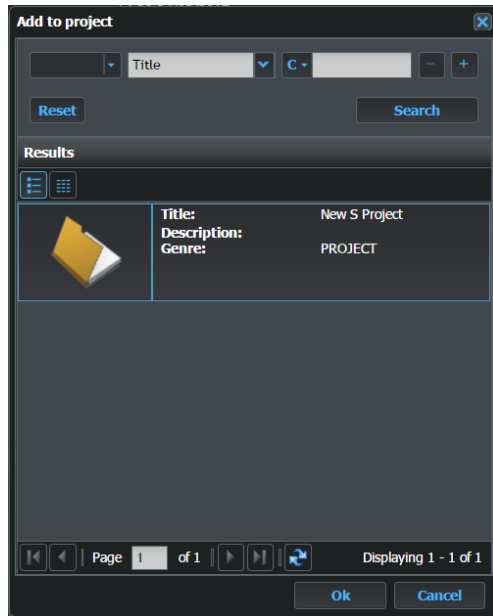 Add to project
Title C
Reset Search
Results
Title: New S Project
Description:
Genre: PROJECT
Page 1 of 1 Displaying 1 - 1 of 1
Ok Cancel